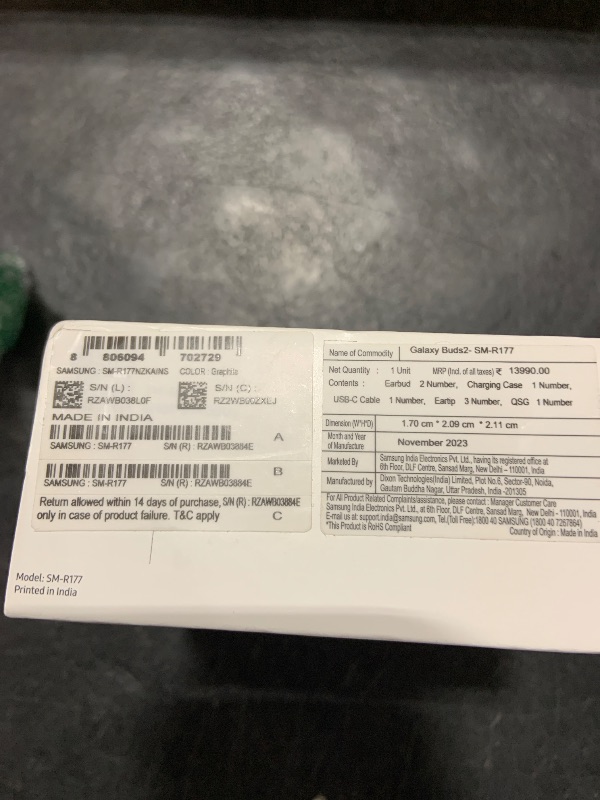 8 806094 702729
SAMSUNG : SM-R177NZKAINS COLOR : Graphite
S/N (L) :
RZAWB038L0F
S/N (C) :
MADE IN INDIA
SAMSUNG : SM-R177 S/N (R) : RZAWB03884E A
SAMSUNG : SM-R177 S/N (R) : RZAWB03884E B
Return allowed within 14 days of purchase, S/N (R) : RZAWB03884E
only in case of product failure. T&C apply C
Model: SM-R177
Printed in India
Name of Commodity Galaxy Buds2- SM-R177
Net Quantity : 1 Unit MRP (Incl. of all taxes) ₹ 13990.00
Contents : Earbud 2 Number, Charging Case 1 Number,
USB-C Cable 1 Number, Eartip 3 Number, QSG 1 Number
Dimension (W*H*D) 1.70 cm * 2.09 cm * 2.11 cm
Month and Year
of Manufacture November 2023
Marketed By Samsung India Electronics Pvt. Ltd., having its registered office at
6th Floor, DLF Centre, Sansad Marg, New Delhi - 110001, India
Manufactured by Dixon Technologies(India) Limited, Plot No.6, Sector-90, Noida,
Gautam Buddha Nagar, Uttar Pradesh, India -201305
For All Product Related Complaints/assistance, please contact : Manager Customer Care
Samsung India Electronics Pvt. Ltd., at 6th Floor, DLF Centre, Sansad Marg, New Delhi - 110001, India
E-mail us at: support.india@samsung.com, Tel.(Toll Free):1800 40 SAMSUNG (1800 40 7267864)
*This Product is RoHS Compliant Country of Origin : Made in India